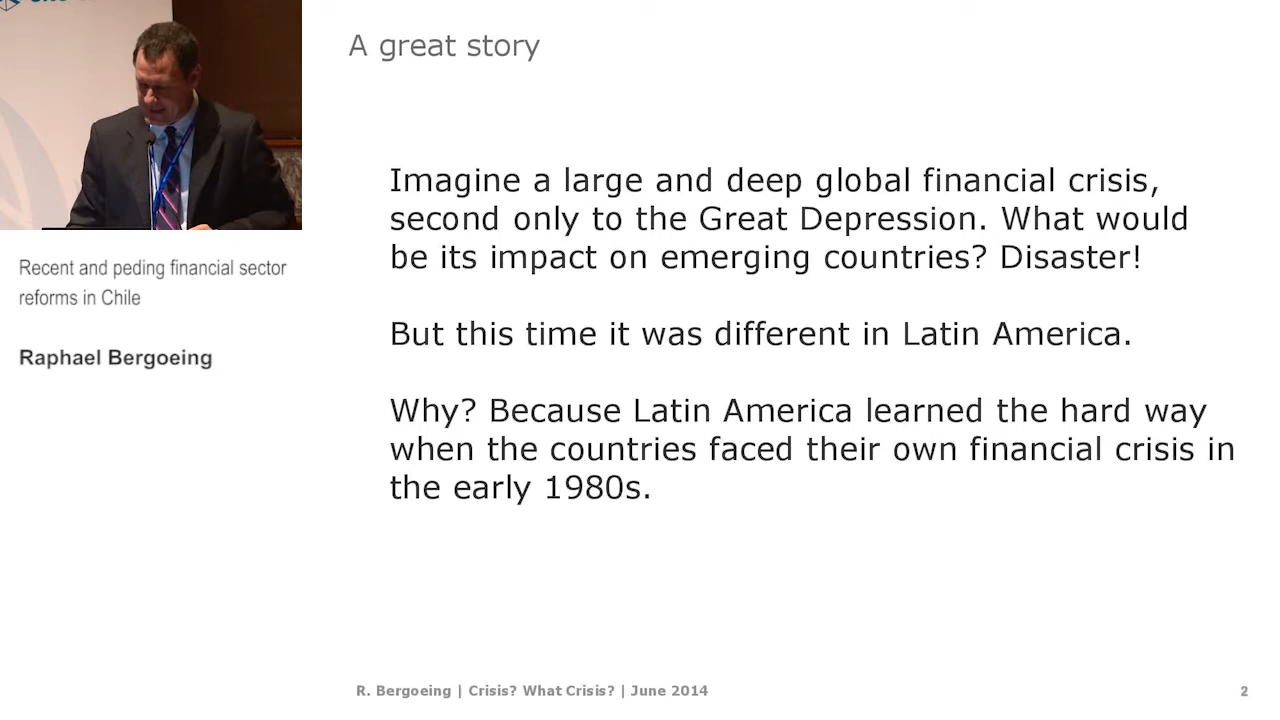 A great story
Imagine a large and deep global financial crisis,
second only to the Great Depression. What would
be its impact on emerging countries? Disaster!
But this time it was different in Latin America.
Why? Because Latin America learned the hard way
when the countries faced their own financial crisis in
the early 1980s.
Recent and peding financial sector
reforms in Chile
Raphael Bergoeing
R. Bergoeing | Crisis? What Crisis? | June 2014
2